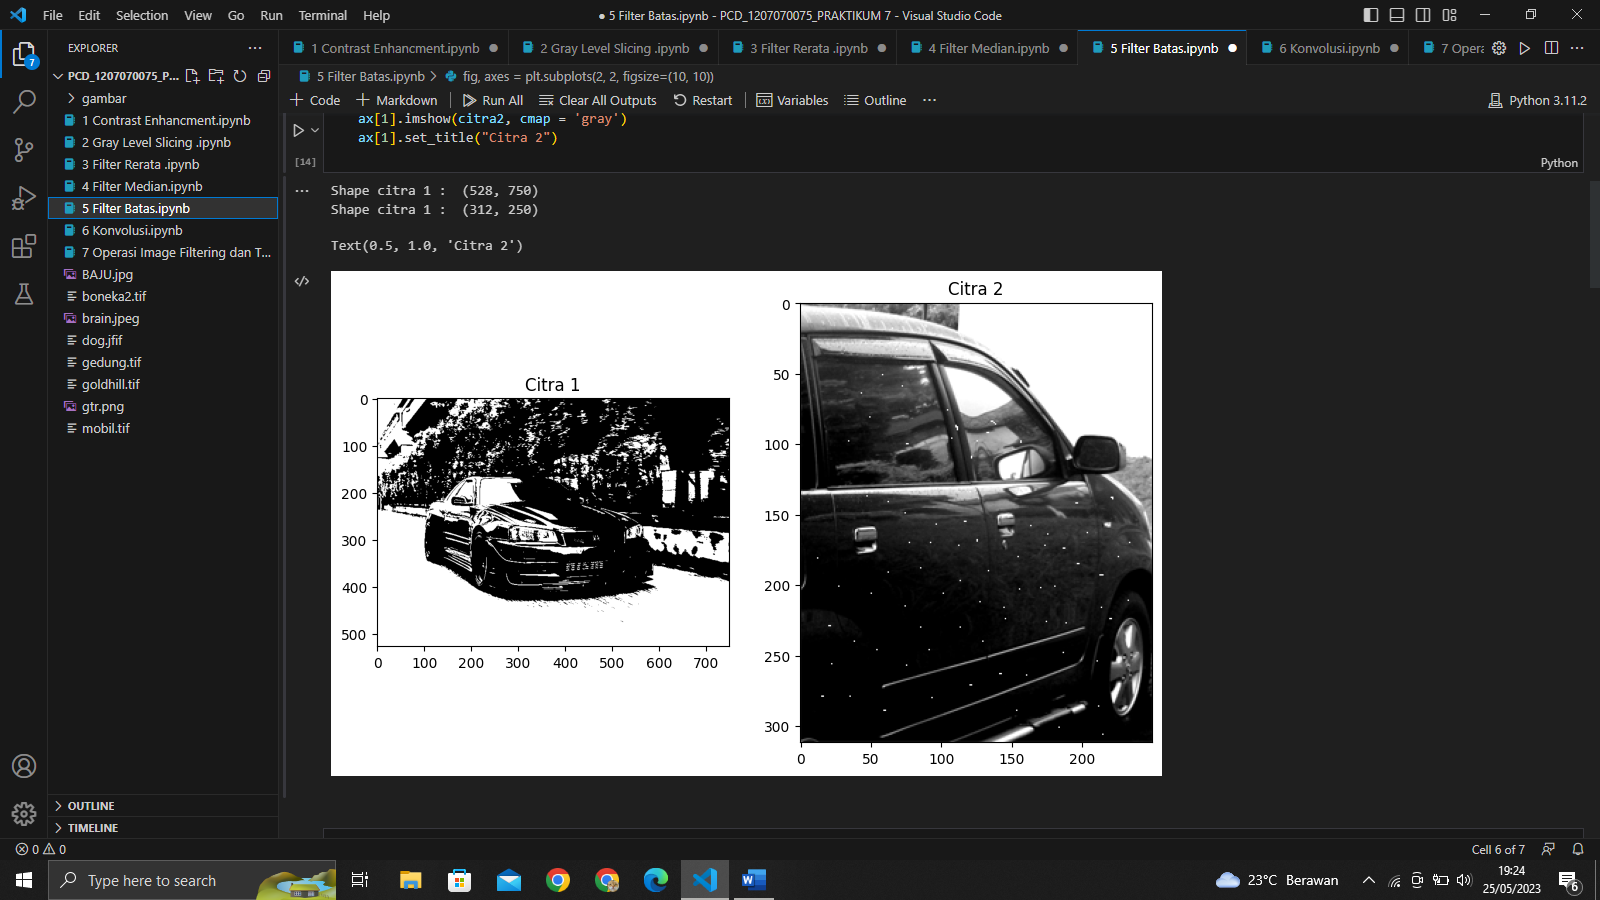 File Edit Selection View Go Run Terminal Help
● 5 Filter Batas.ipynb - PCD_1207070075_PRAKTIKUM 7 - Visual Studio Code
EXPLORER
1 Contrast Enhancment.ipynb
2 Gray Level Slicing .ipynb
3 Filter Rerata .ipynb
4 Filter Median.ipynb
5 Filter Batas.ipynb
6 Konvolusi.ipynb
7 Opera
PCD_1207070075_P...
5 Filter Batas.ipynb > fig, axes = plt.subplots(2, 2, figsize=(10, 10))
Code Markdown Run All Clear All Outputs Restart Variables Outline ...
Python 3.11.2
7
gambar
1 Contrast Enhancment.ipynb
2 Gray Level Slicing .ipynb
3 Filter Rerata .ipynb
4 Filter Median.ipynb
5 Filter Batas.ipynb
6 Konvolusi.ipynb
7 Operasi Image FIltering dan T...
BAJU.jpg
boneka2.tif
brain.jpeg
dog.jfif
gedung.tif
goldhill.tif
gtr.png
mobil.tif
OUTLINE
TIMELINE
ax[1].imshow(citra2, cmap = 'gray')
ax[1].set_title("Citra 2")
[14]
Python
Shape citra 1 :  (528, 750)
Shape citra 1 :  (312, 250)
Text(0.5, 1.0, 'Citra 2')
Citra 1
0
100
200
300
400
500
0 100 200 300 400 500 600 700
Citra 2
0
50
100
150
200
250
300
0 50 100 150 200
0 0
Cell 6 of 7
Type here to search
23°C Berawan
19:24
25/05/2023
6